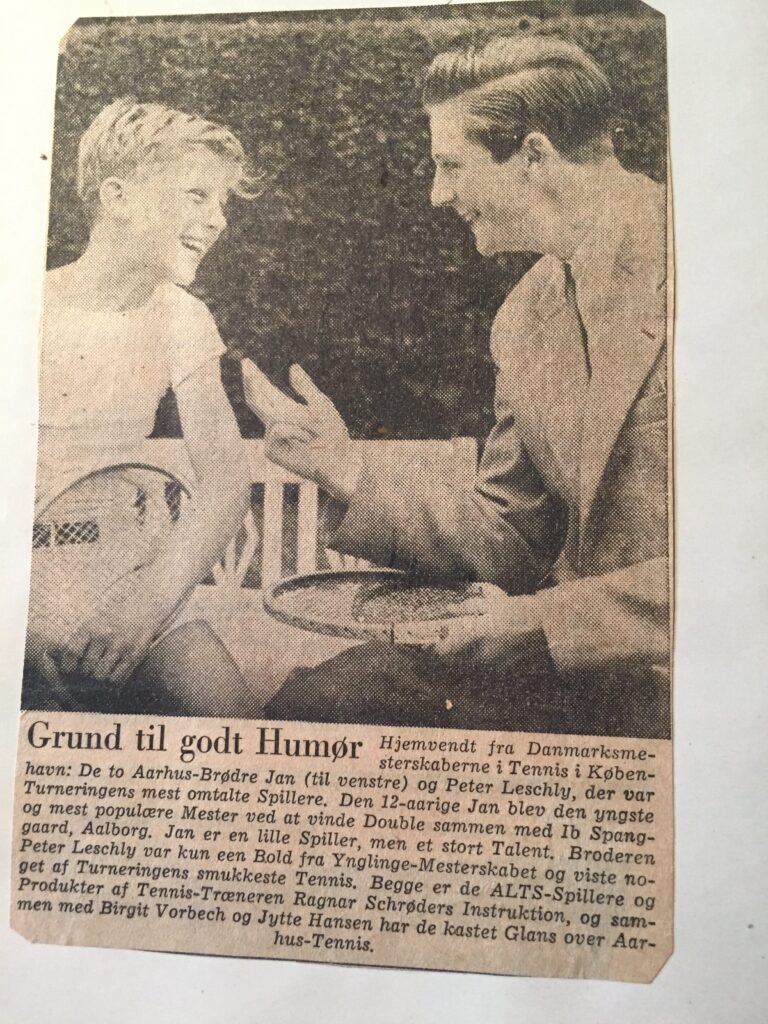 Grund til godt Humør Hjemvendt fra Danmarksme-
sterskaberne i Tennis i Køben-
havn: De to Aarhus-Brødre Jan (til venstre) og Peter Leschly, der var
Turneringens mest omtalte Spillere. Den 12-aarige Jan blev den yngste
og mest populære Mester ved at vinde Double sammen med Ib Spang-
gaard, Aalborg. Jan er en lille Spiller, men et stort Talent. Broderen
Peter Leschly var kun een Bold fra Ynglinge-Mesterskabet og viste no-
get af Turneringens smukkeste Tennis. Begge er de ALTS-Spillere og
Produkter af Tennis-Træneren Ragnar Schrøders Instruktion, og sam-
men med Birgit Vorbech og Jytte Hansen har de kastet Glans over Aar-
hus-Tennis.